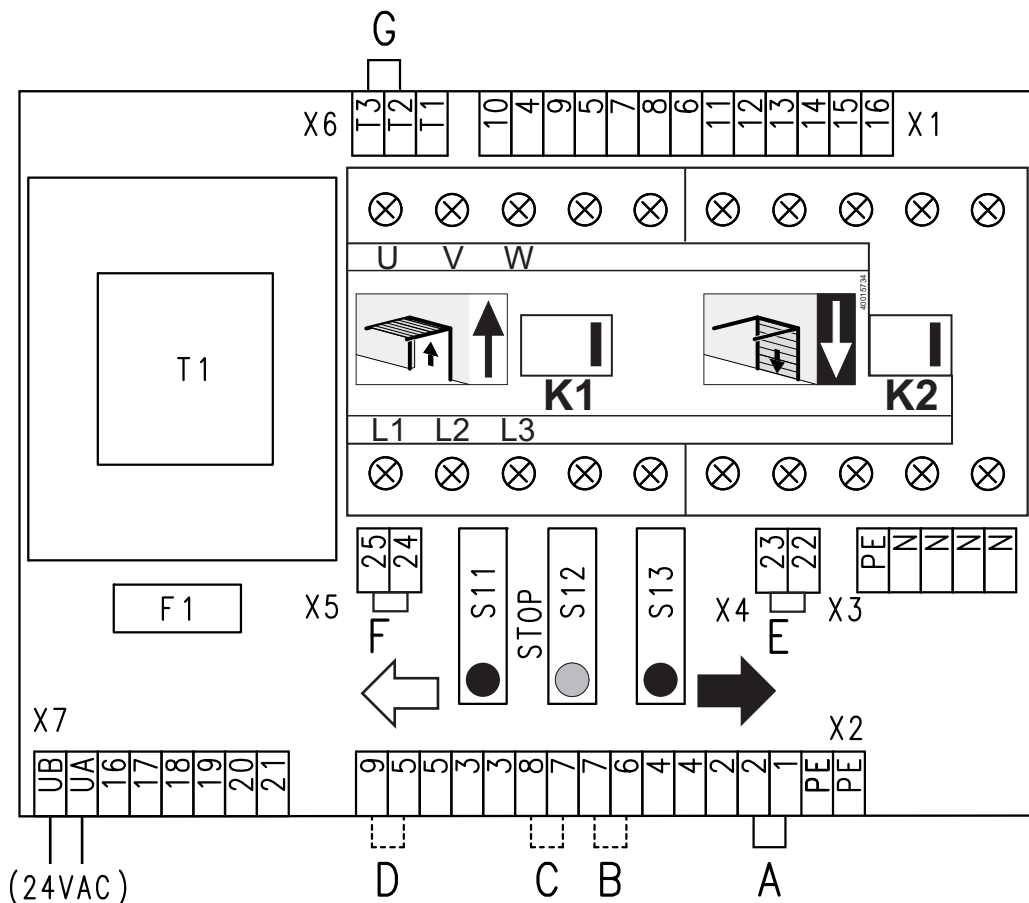 G
X6 T3 T2 T1 10 4 9 5 7 8 6 11 12 13 14 15 16 X1
U V W
40015734
T1
K1 K2
L1 L2 L3
25 24 S11 STOP S12 S13 23 22 PE N N N N
F1 X5 F X4 E X3
X7 X2
UB UA 16 17 18 19 20 21 9 5 5 3 3 8 7 7 6 4 4 2 2 1 PE PE
(24VAC) D C B A